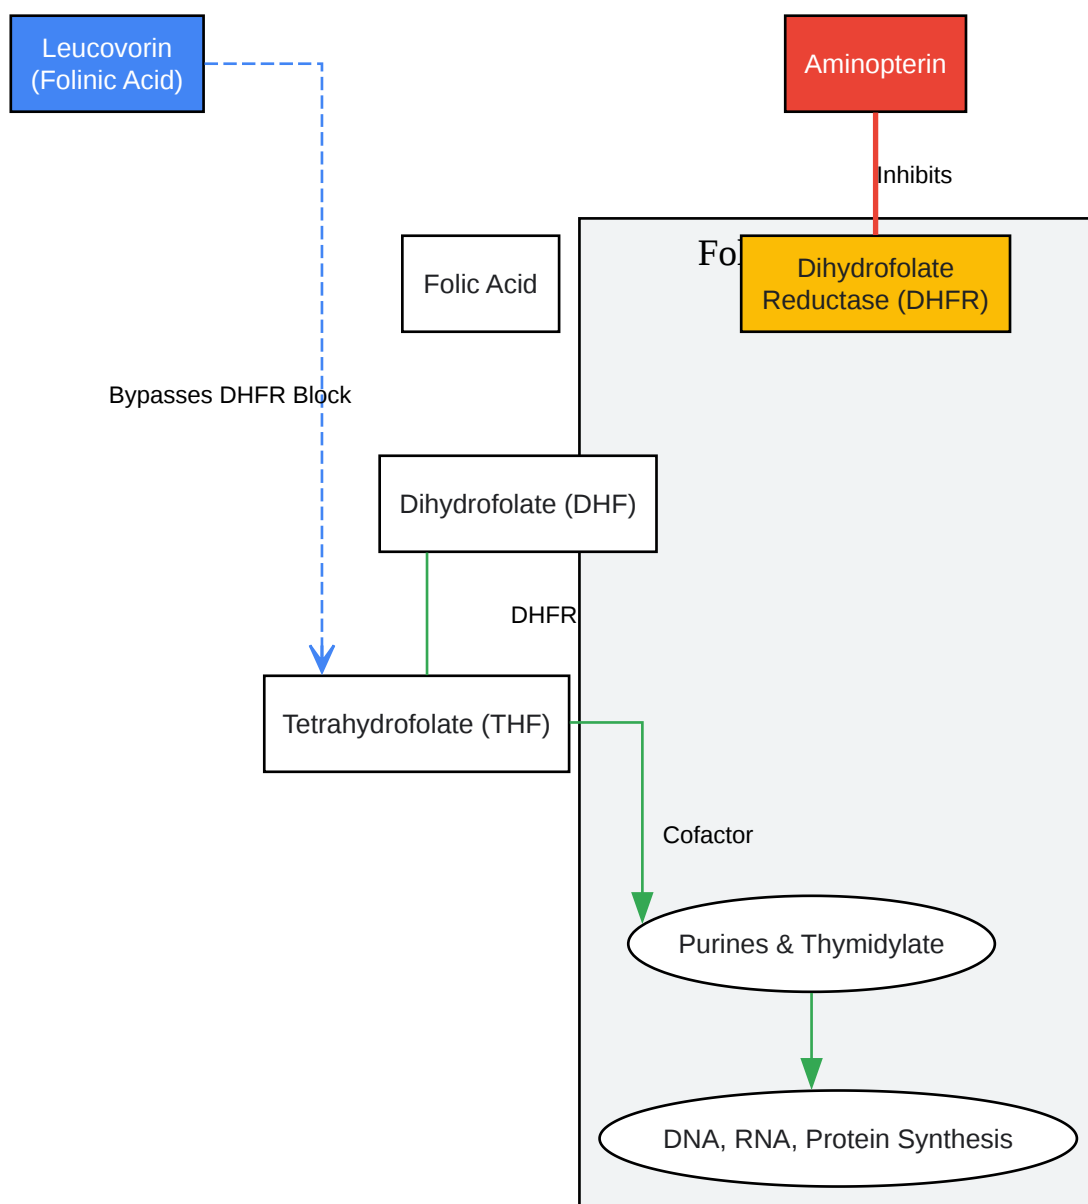 Leucovorin
(Folinic Acid)
Aminopterin
Inhibits
Folic Acid
Dihydrofolate
Reductase (DHFR)
Bypasses DHFR Block
Dihydrofolate (DHF)
DHFR
Tetrahydrofolate (THF)
Cofactor
Purines & Thymidylate
DNA, RNA, Protein Synthesis